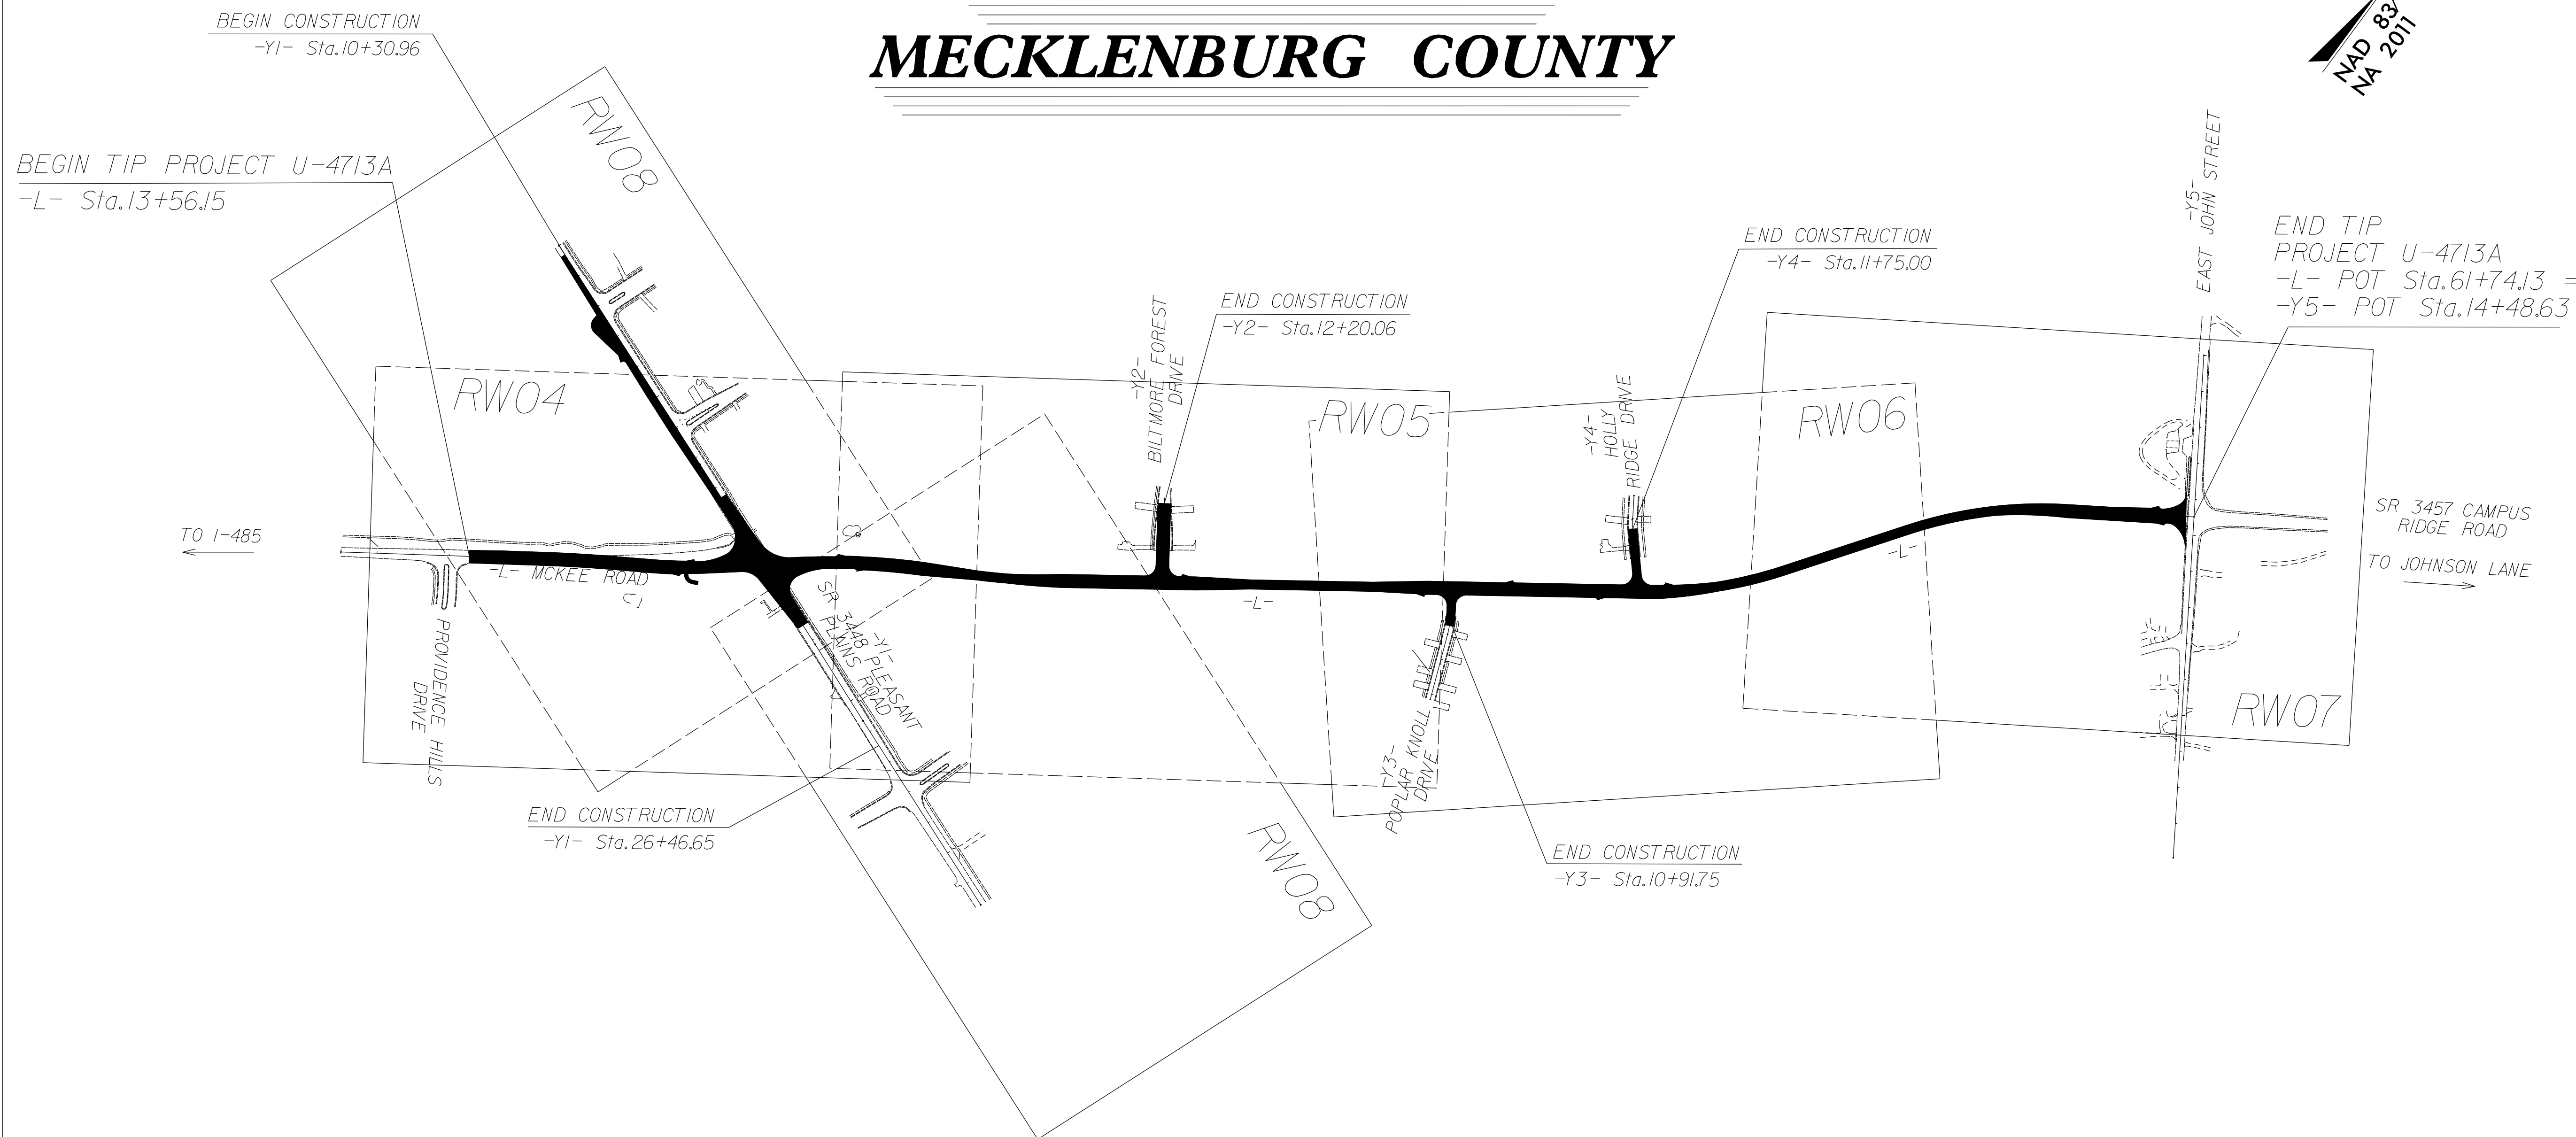 MECKLENBURG COUNTY
NAD 83/
NA 2011
BEGIN CONSTRUCTION
-Y1- Sta.10+30.96
BEGIN TIP PROJECT U-4713A
-L- Sta.13+56.15
RW08
RW04
TO I-485
-L- MCKEE ROAD
PROVIDENCE HILLS
DRIVE
-Y1-
SR 3448 PLEASANT
PLAINS ROAD
END CONSTRUCTION
-Y1- Sta.26+46.65
-Y2-
BILTMORE FOREST
DRIVE
END CONSTRUCTION
-Y2- Sta.12+20.06
RW05
-L-
RW08
-Y3-
POPLAR KNOLL
DRIVE
END CONSTRUCTION
-Y3- Sta.10+91.75
-Y4-
HOLLY
RIDGE DRIVE
END CONSTRUCTION
-Y4- Sta.11+75.00
RW06
-L-
-Y5-
EAST JOHN STREET
END TIP
PROJECT U-4713A
-L- POT Sta.61+74.13 =
-Y5- POT Sta.14+48.63
SR 3457 CAMPUS
RIDGE ROAD
TO JOHNSON LANE
RW07